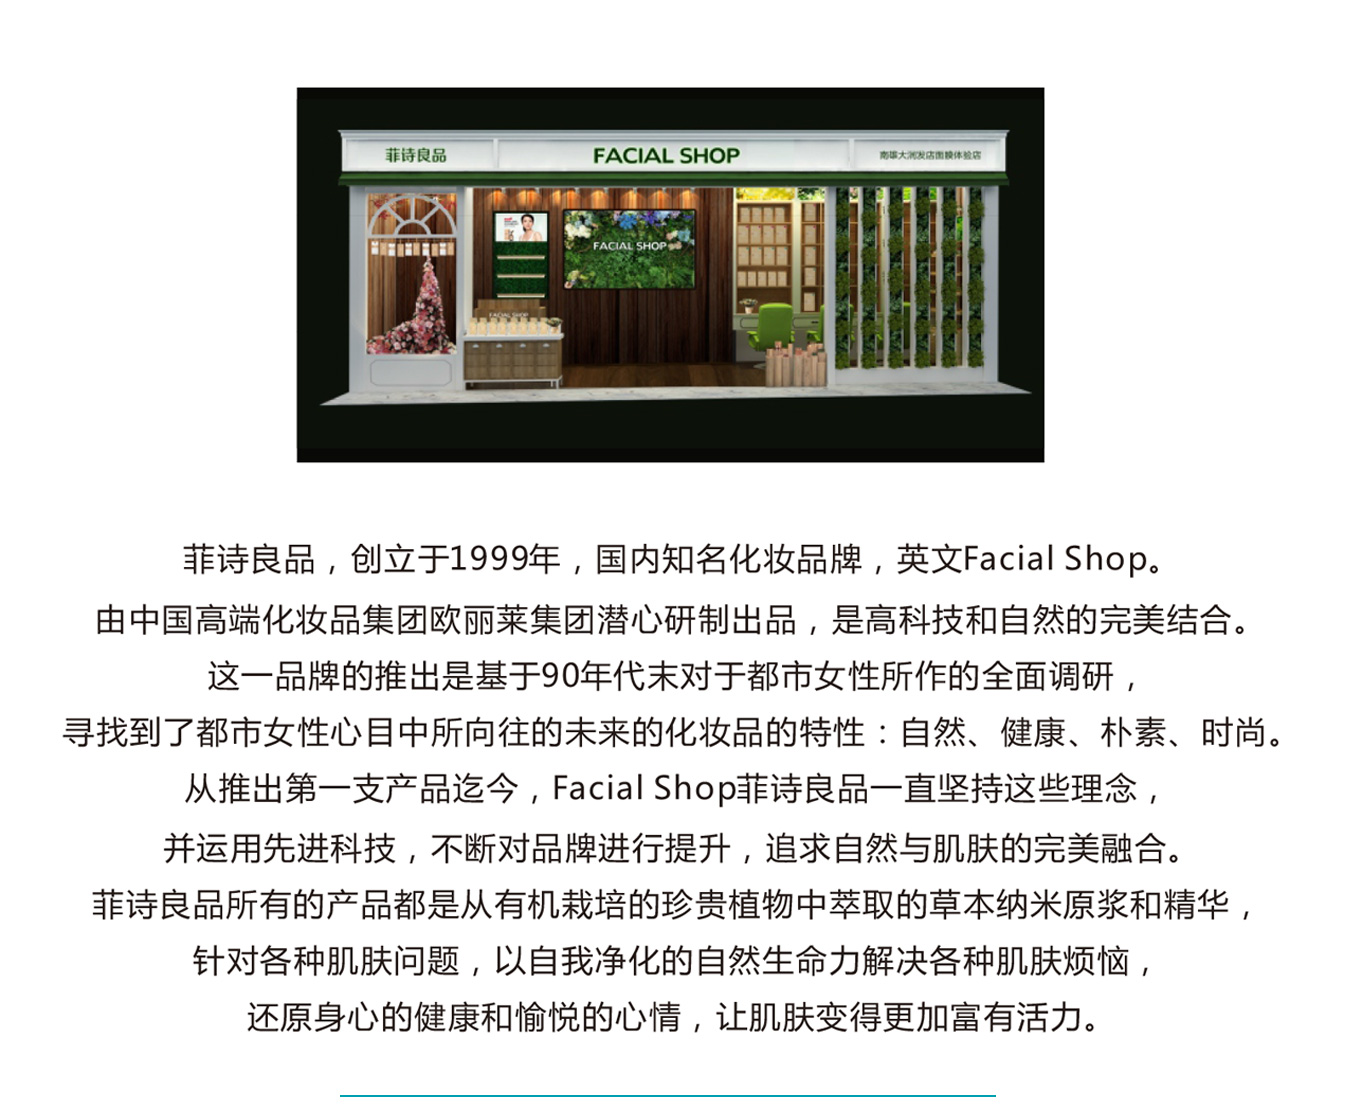 菲诗良品
FACIAL SHOP
南鄂大润发店面膜体验店
FACIAL SHOP
FACIAL SHOP
菲诗良品，创立于1999年，国内知名化妆品牌，英文Facial Shop。
由中国高端化妆品集团欧丽莱集团潜心研制出品，是高科技和自然的完美结合。
这一品牌的推出是基于90年代末对于都市女性所作的全面调研，
寻找到了都市女性心目中所向往的未来的化妆品的特性：自然、健康、朴素、时尚。
从推出第一支产品迄今，Facial Shop菲诗良品一直坚持这些理念，
并运用先进科技，不断对品牌进行提升，追求自然与肌肤的完美融合。
菲诗良品所有的产品都是从有机栽培的珍贵植物中萃取的草本纳米原浆和精华，
针对各种肌肤问题，以自我净化的自然生命力解决各种肌肤烦恼，
还原身心的健康和愉悦的心情，让肌肤变得更加富有活力。